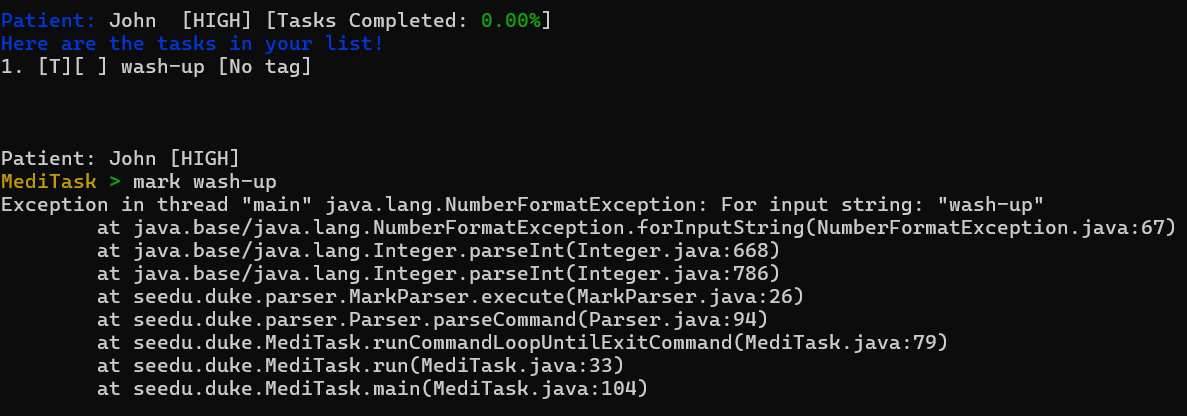 Patient: John  [HIGH] [Tasks Completed: 0.00%]
Here are the tasks in your list!
1. [T][ ] wash-up [No tag]
Patient: John [HIGH]
MediTask > mark wash-up
Exception in thread "main" java.lang.NumberFormatException: For input string: "wash-up"
        at java.base/java.lang.NumberFormatException.forInputString(NumberFormatException.java:67)
        at java.base/java.lang.Integer.parseInt(Integer.java:668)
        at java.base/java.lang.Integer.parseInt(Integer.java:786)
        at seedu.duke.parser.MarkParser.execute(MarkParser.java:26)
        at seedu.duke.parser.Parser.parseCommand(Parser.java:94)
        at seedu.duke.MediTask.runCommandLoopUntilExitCommand(MediTask.java:79)
        at seedu.duke.MediTask.run(MediTask.java:33)
        at seedu.duke.MediTask.main(MediTask.java:104)